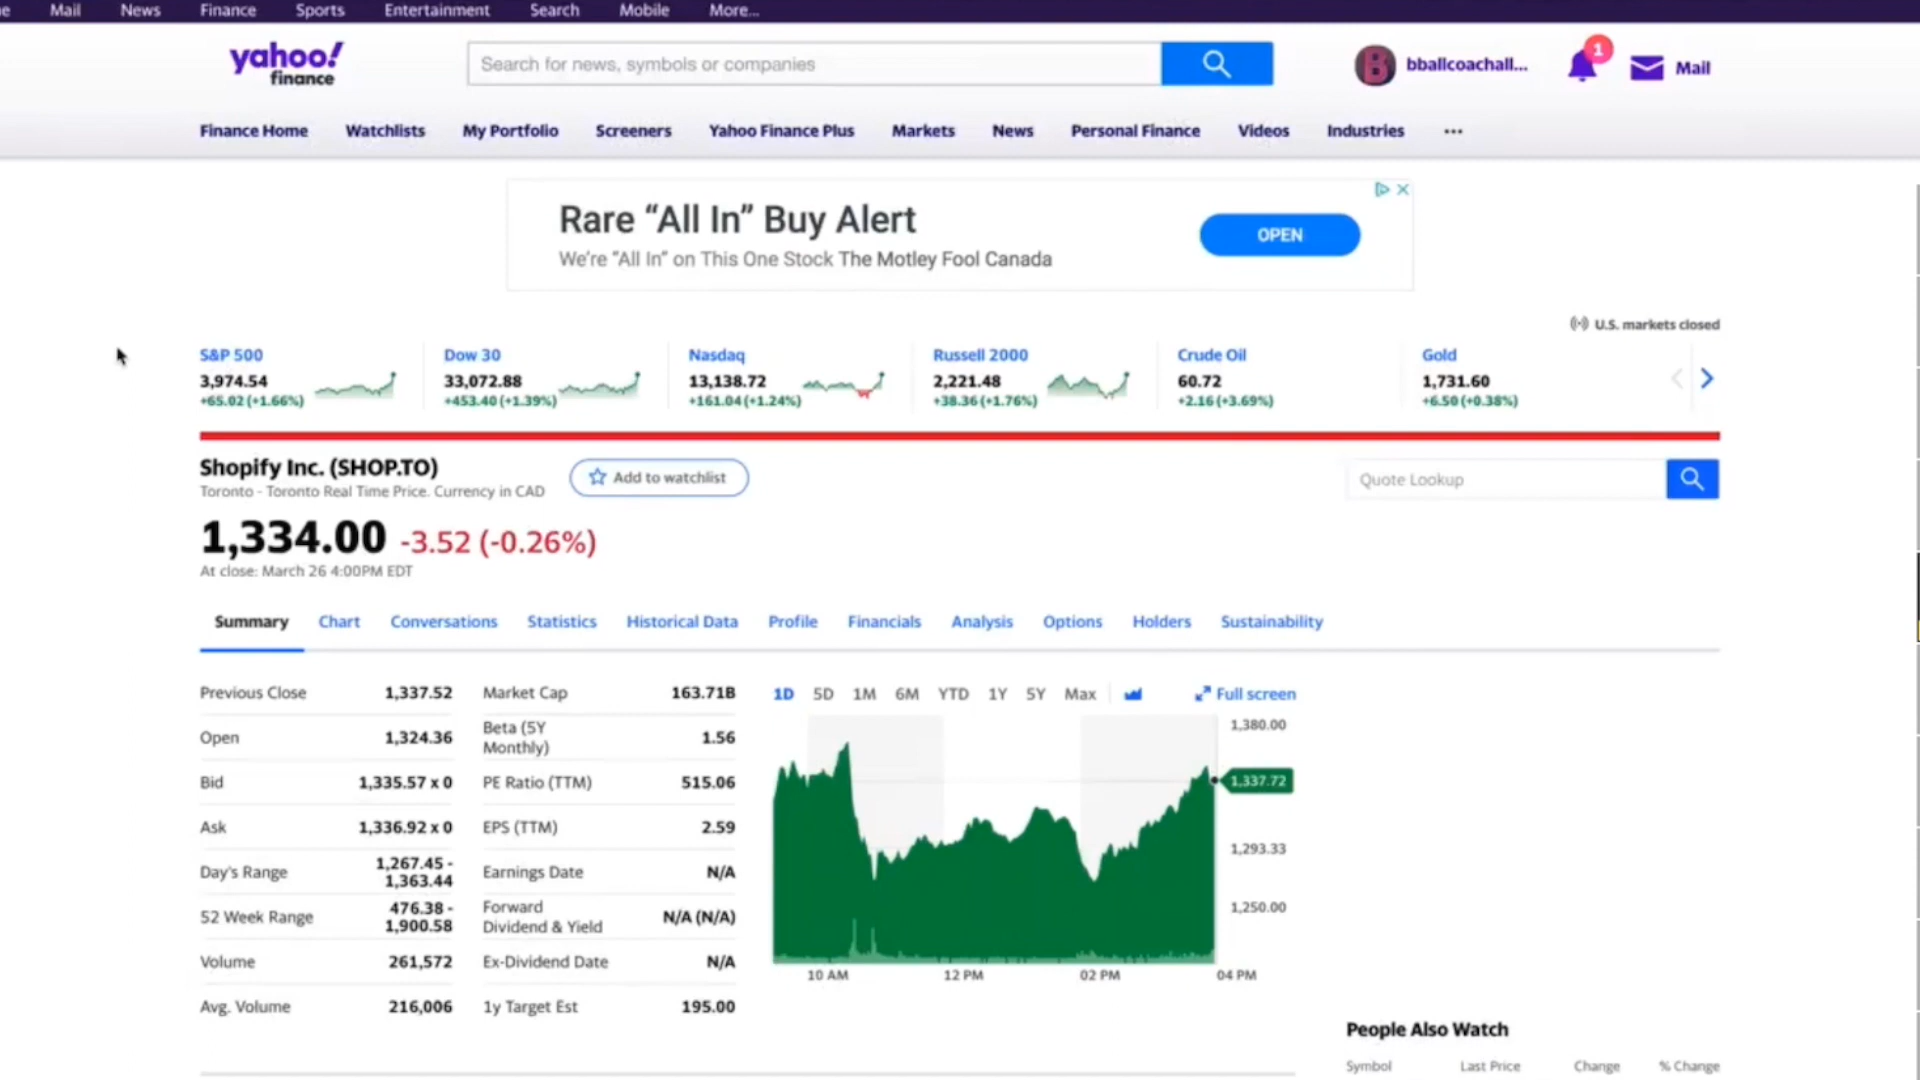 Mail News Finance Sports Entertainment Search Mobile More...
yahoo!
finance
Search for news, symbols or companies
B
bballcoachall...
1
Mail
Finance Home Watchlists My Portfolio Screeners Yahoo Finance Plus Markets News Personal Finance Videos Industries ...
Rare “All In” Buy Alert
We're “All In” on This One Stock The Motley Fool Canada
OPEN
U.S. markets closed
S&P 500 Dow 30 Nasdaq Russell 2000 Crude Oil Gold
3,974.54 33,072.88 13,138.72 2,221.48 60.72 1,731.60
+65.02 (+1.66%) +453.40 (+1.39%) +161.04 (+1.24%) +38.36 (+1.76%) +2.16 (+3.69%) +6.50 (+0.38%)
Shopify Inc. (SHOP.TO)
Toronto - Toronto Real Time Price. Currency in CAD
Add to watchlist
Quote Lookup
1,334.00 -3.52 (-0.26%)
At close: March 26 4:00PM EDT
Summary Chart Conversations Statistics Historical Data Profile Financials Analysis Options Holders Sustainability
Previous Close 1,337.52
Open 1,324.36
Bid 1,335.57 x 0
Ask 1,336.92 x 0
Day's Range 1,267.45 -
1,363.44
52 Week Range 476.38 -
1,900.58
Volume 261,572
Avg. Volume 216,006
Market Cap 163.71B
Beta (5Y
Monthly) 1.56
PE Ratio (TTM) 515.06
EPS (TTM) 2.59
Earnings Date N/A
Forward
Dividend & Yield N/A (N/A)
Ex-Dividend Date N/A
1y Target Est 195.00
1D 5D 1M 6M YTD 1Y 5Y Max Full screen
1,380.00
1,337.72
1,293.33
1,250.00
10 AM 12 PM 02 PM 04 PM
People Also Watch
Symbol Last Price Change % Change